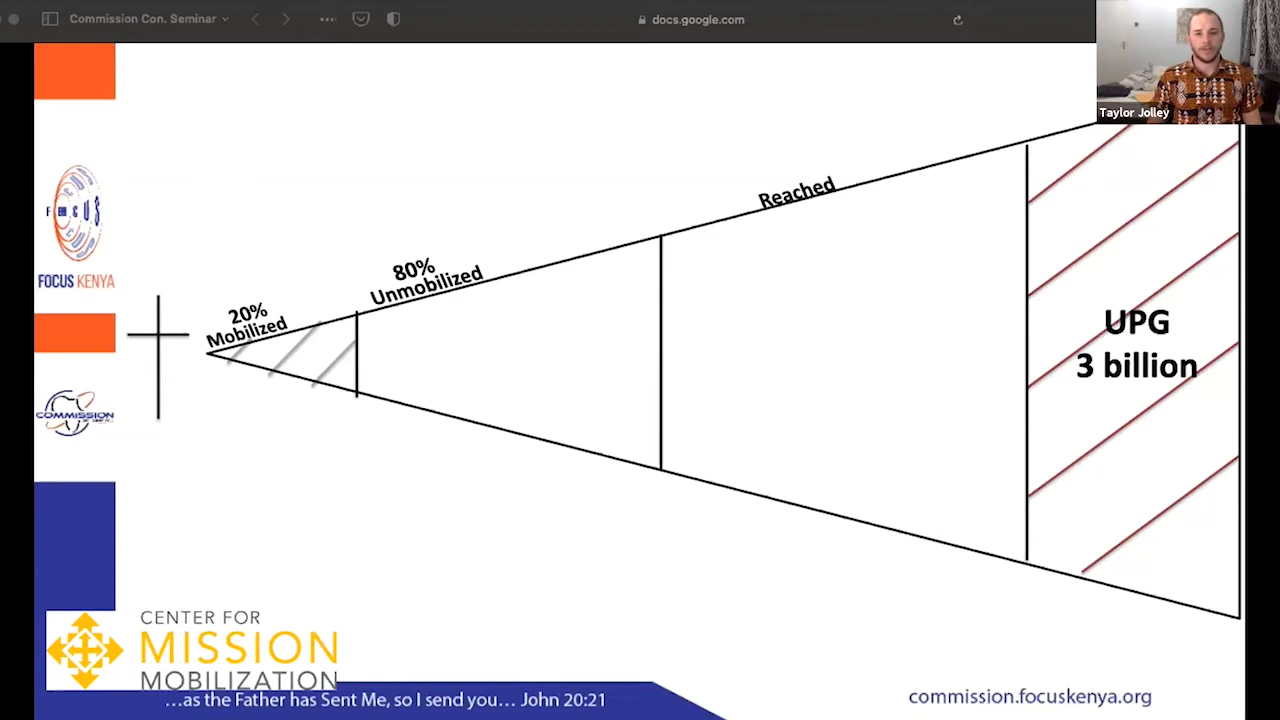 Commission Con. Seminar
docs.google.com
Taylor Jolley
Reached
80%
Unmobilized
20%
Mobilized
UPG
3 billion
FOCUS
FOCUS KENYA
COMMISSION
CENTER FOR
MISSION
MOBILIZATION
...as the Father has Sent Me, so I send you... John 20:21
commission.focuskenya.org